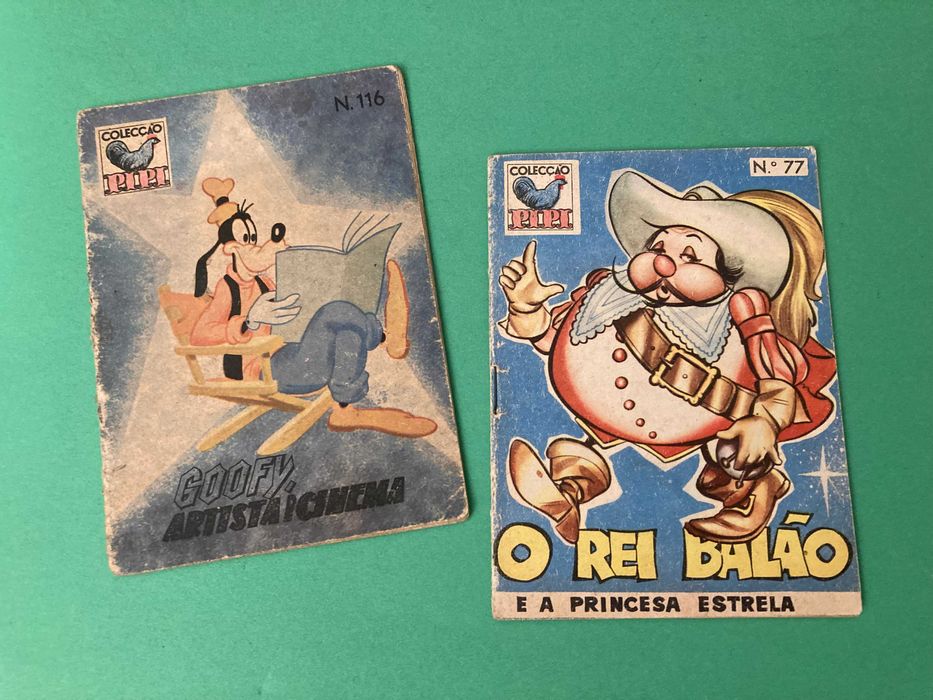 N. 116
COLECÇÃO
PIPI
GOOFY,
ARTISTA DE CINEMA
COLECÇÃO
PIPI
N.º 77
O REI BALÃO
E A PRINCESA ESTRELA